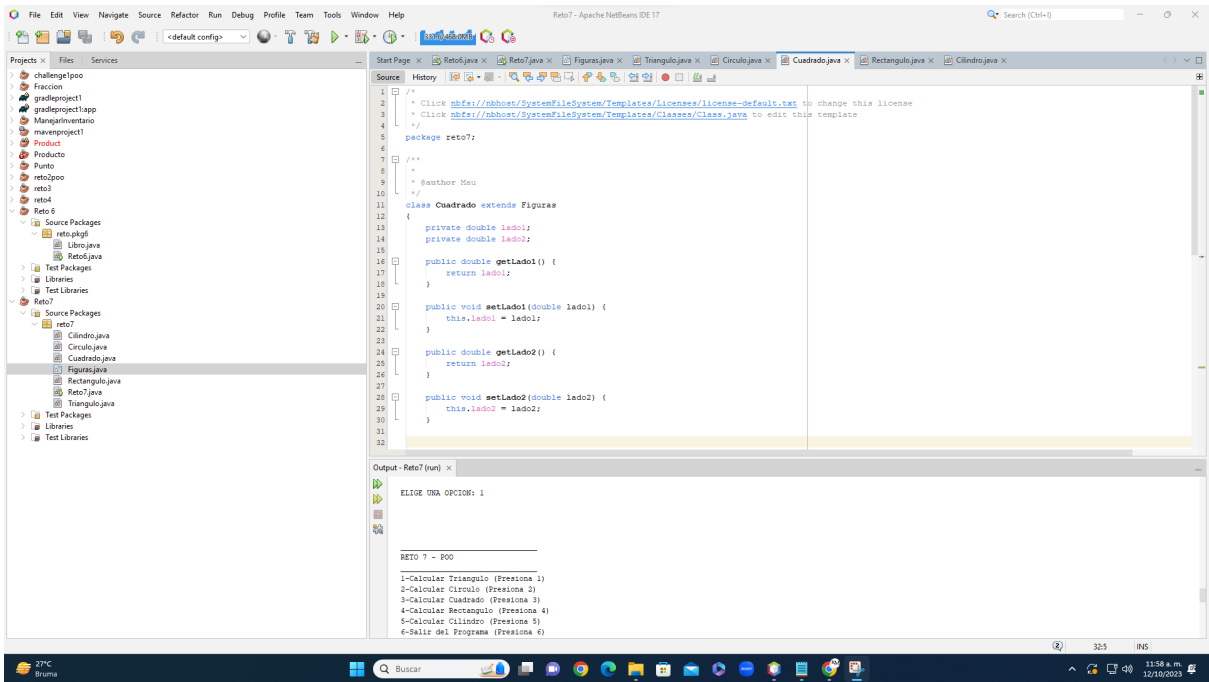 File Edit View Navigate Source Refactor Run Debug Profile Team Tools Window Help
Reto7 - Apache NetBeans IDE 17
Search (Ctrl+I)
<default config>
Projects
Files
Services
Start Page
Reto6.java
Reto7.java
Figuras.java
Triangulo.java
Circulo.java
Cuadrado.java
Rectangulo.java
Cilindro.java
challenge1poo
Fraccion
gradleproject1
gradleproject1:app
ManejarInventario
mavenproject1
Product
Producto
Punto
reto2poo
reto3
reto4
Reto 6
Source Packages
reto.pkg6
Libro.java
Reto6.java
Test Packages
Libraries
Test Libraries
Reto7
Source Packages
reto7
Cilindro.java
Circulo.java
Cuadrado.java
Figuras.java
Rectangulo.java
Reto7.java
Triangulo.java
Test Packages
Libraries
Test Libraries
Source History
1 /*
2 * Click nbfs://nbhost/SystemFileSystem/Templates/Licenses/license-default.txt to change this license
3 * Click nbfs://nbhost/SystemFileSystem/Templates/Classes/Class.java to edit this template
4 */
5 package reto7;
6
7 /**
8 *
9 * @author Mau
10 */
11 class Cuadrado extends Figuras
12 {
13 private double lado1;
14 private double lado2;
15
16 public double getLado1() {
17 return lado1;
18 }
19
20 public void setLado1(double lado1) {
21 this.lado1 = lado1;
22 }
23
24 public double getLado2() {
25 return lado2;
26 }
27
28 public void setLado2(double lado2) {
29 this.lado2 = lado2;
30 }
31
32
Output - Reto7 (run)
ELIGE UNA OPCION: 1
RETO 7 - POO
1-Calcular Triangulo (Presiona 1)
2-Calcular Circulo (Presiona 2)
3-Calcular Cuadrado (Presiona 3)
4-Calcular Rectangulo (Presiona 4)
5-Calcular Cilindro (Presiona 5)
6-Salir del Programa (Presiona 6)
32:5
INS
27°C
Bruma
Buscar
11:58 a. m.
12/10/2023